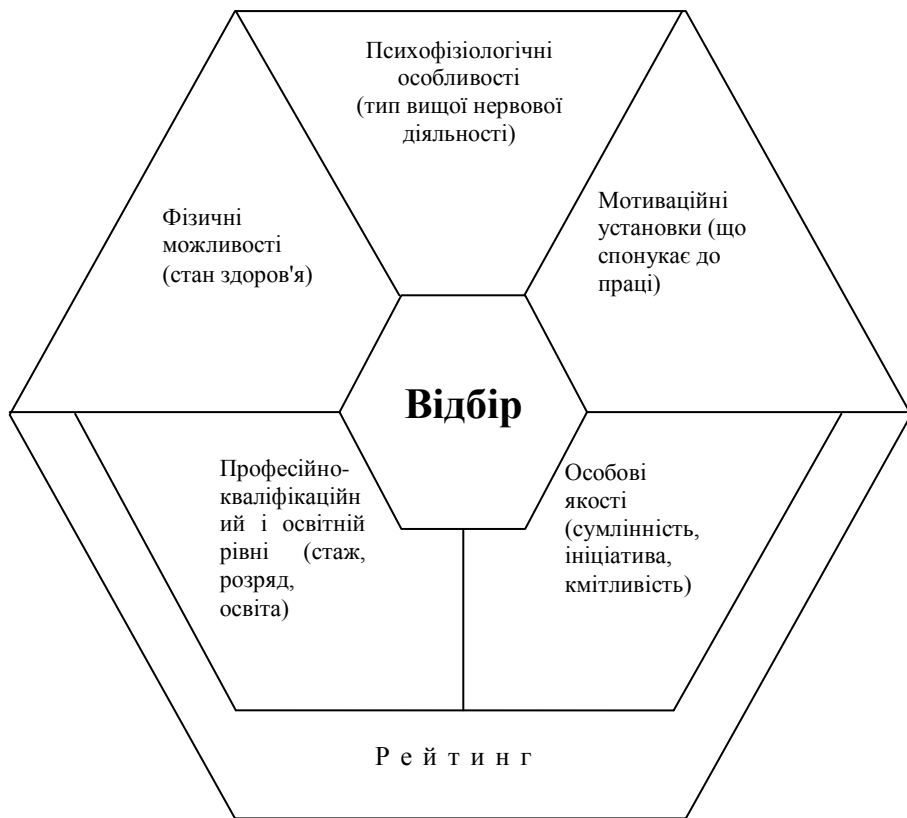 Психофізіологічні
особливості
(тип вищої нервової
діяльності)
Фізичні
можливості
(стан здоров'я)
Мотиваційні
установки (що
спонукає до
праці)
Відбір
Професійно-
кваліфікаційн
ий і освітній
рівні (стаж,
розряд,
освіта)
Особові
якості
(сумлінність,
ініціатива,
кмітливість)
Р е й т и н г